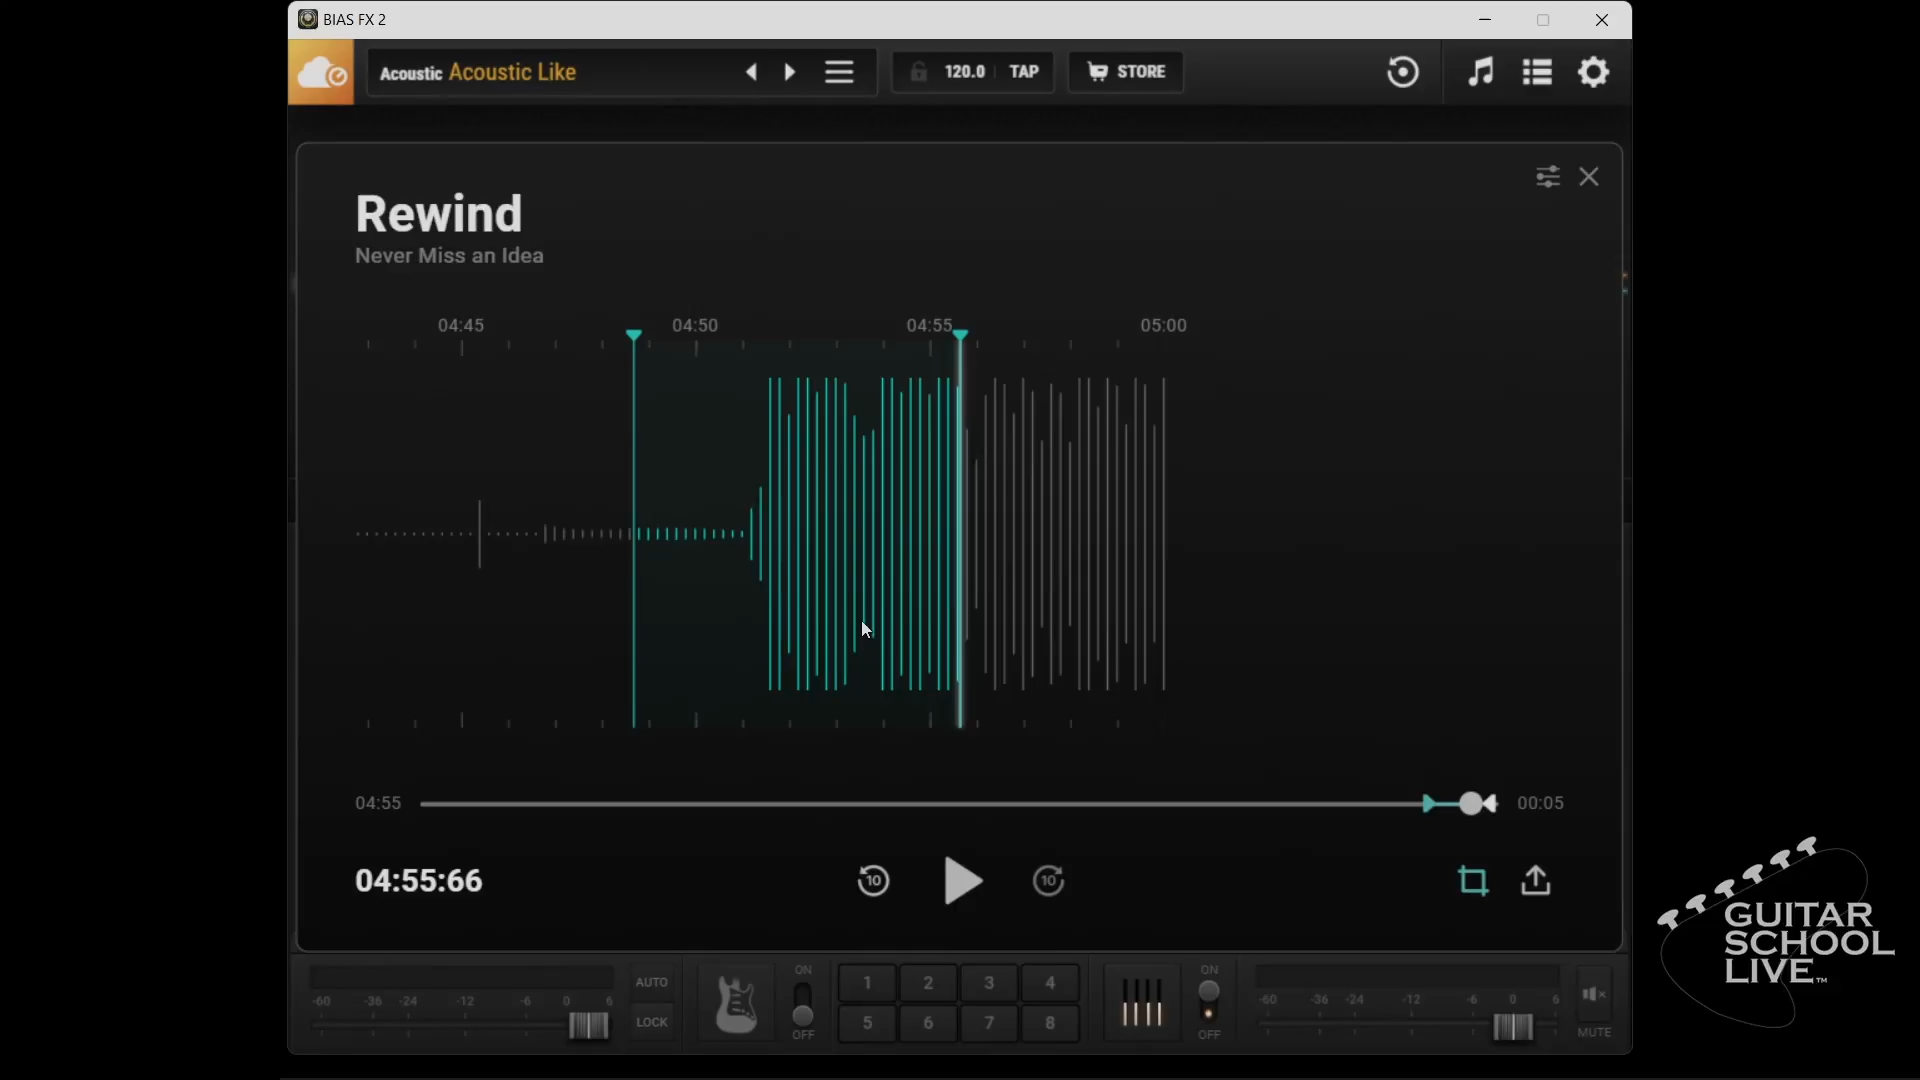 BIAS FX 2
Acoustic Acoustic Like
120.0 TAP
STORE
Rewind
Never Miss an Idea
04:45 04:50 04:55 05:00
04:55 00:05
04:55:66
10 10
-60 -36 -24 -12 -6 0 6
AUTO
LOCK
ON
OFF
1 2 3 4
5 6 7 8
ON
OFF
-60 -36 -24 -12 -6 0 6
MUTE
GUITAR
SCHOOL
LIVE™